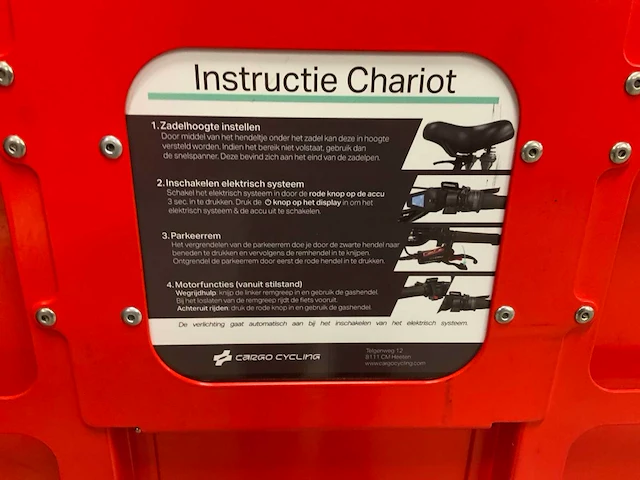 Instructie Chariot
1. Zadelhoogte instellen
Door middel van het hendeltje onder het zadel kan deze in hoogte
versteld worden. Indien het bereik niet volstaat, gebruik dan
de snelspanner. Deze bevind zich aan het eind van de zadelpen.
2. Inschakelen elektrisch systeem
Schakel het elektrisch systeem in door de rode knop op de accu
3 sec. in te drukken. Druk de knop op het display in om het
elektrisch systeem & de accu uit te schakelen.
3. Parkeerrem
Het vergrendelen van de parkeerrem doe je door de zwarte hendel naar
beneden te drukken en vervolgens de remhendel in te knijpen.
Ontgrendel de parkeerrem door eerst de rode hendel in te drukken.
4. Motorfuncties (vanuit stilstand)
Wegrijdhulp: knijp de linker remgreep in en gebruik de gashendel.
Bij het loslaten van de remgreep rijdt de fiets vooruit.
Achteruit rijden: druk de rode knop in en gebruik de gashendel.
De verlichting gaat automatisch aan bij het inschakelen van het elektrisch systeem.
CARGO CYCLING
Telgonweg 12
8111 CM Heeten
www.cargocycling.com